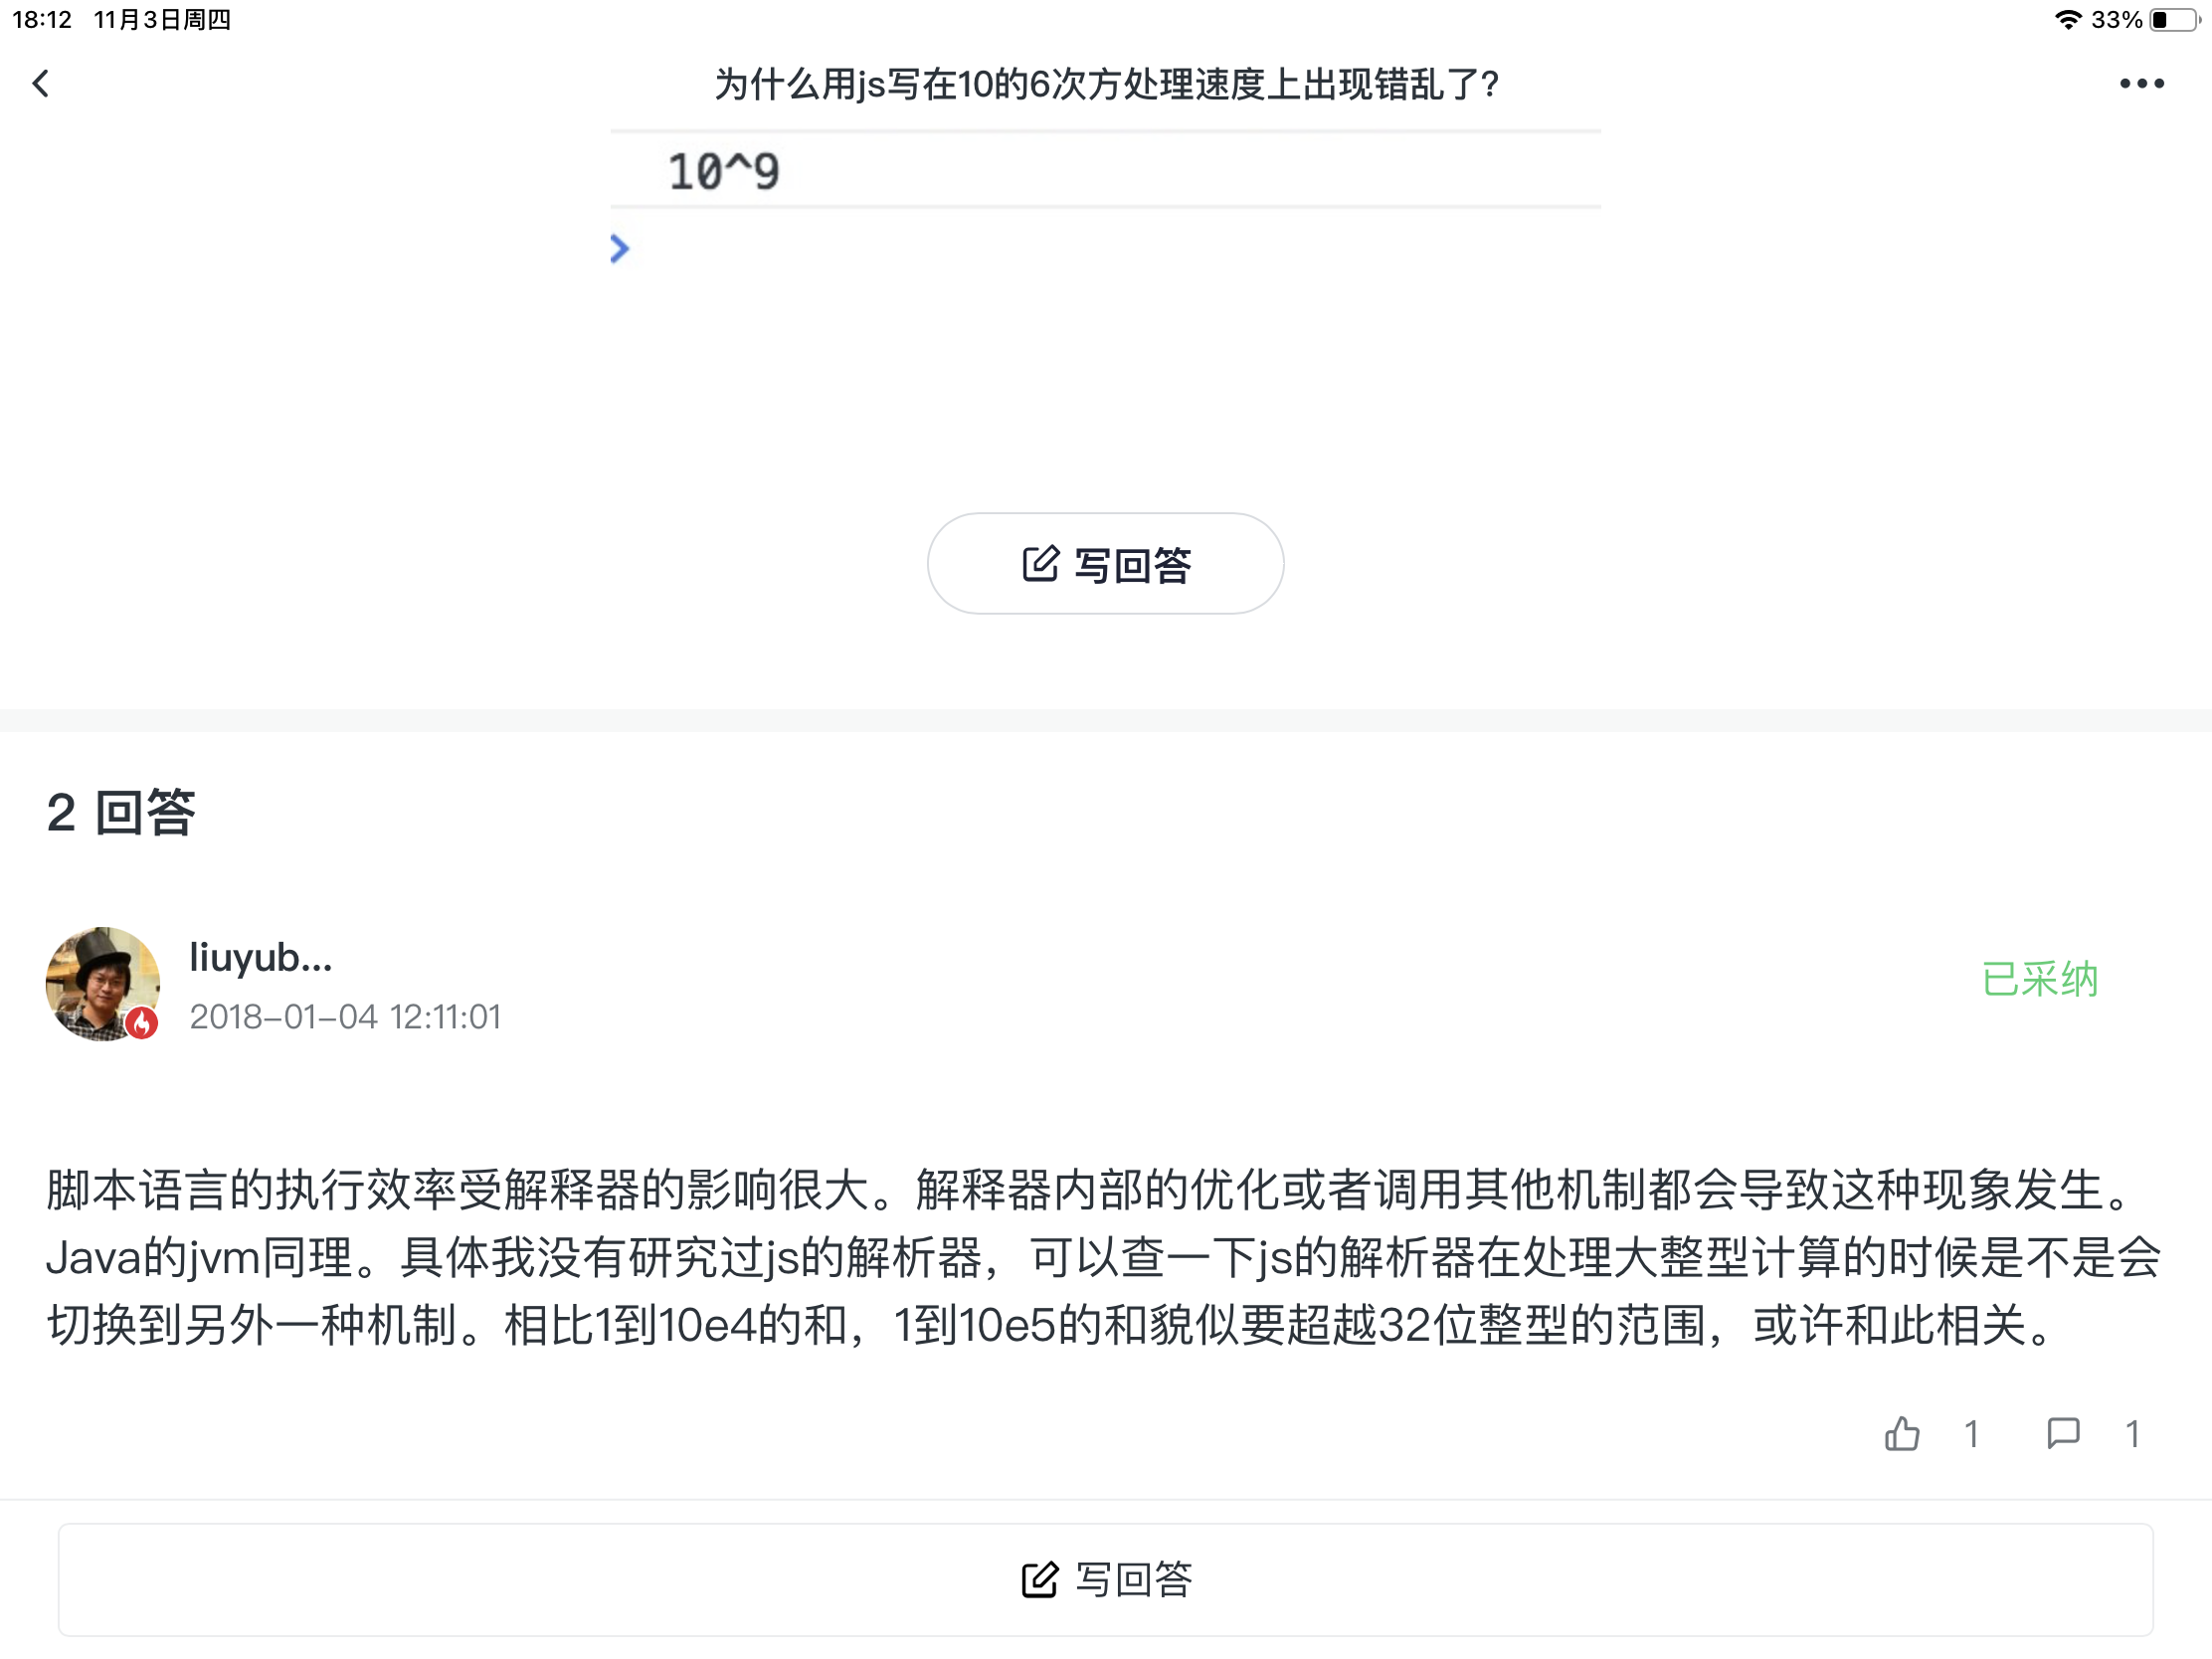 18:12 11月3日周四
33%
为什么用js写在10的6次方处理速度上出现错乱了?
10^9
写回答
2 回答
liuyub...
已采纳
2018-01-04 12:11:01
脚本语言的执行效率受解释器的影响很大。解释器内部的优化或者调用其他机制都会导致这种现象发生。
Java的jvm同理。具体我没有研究过js的解析器，可以查一下js的解析器在处理大整型计算的时候是不是会
切换到另外一种机制。相比1到10e4的和，1到10e5的和貌似要超越32位整型的范围，或许和此相关。
1 1
写回答